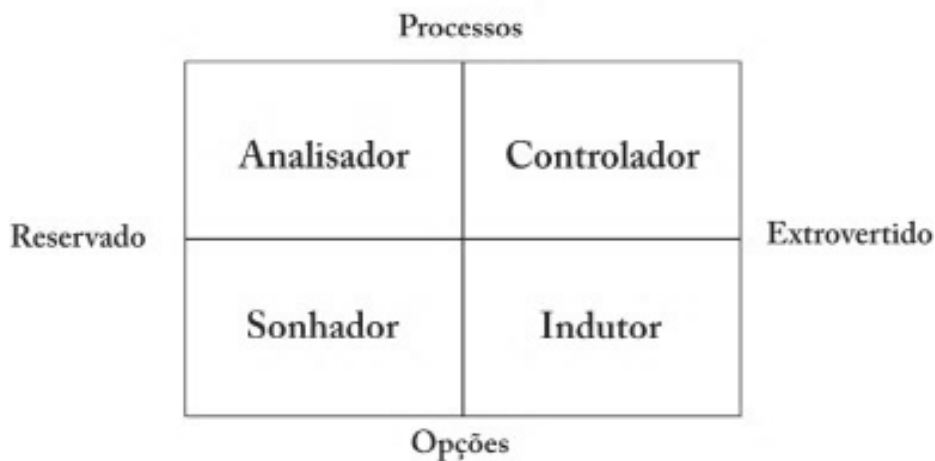 Processos
Analisador
Controlador
Reservado
Extrovertido
Sonhador
Indutor
Opções